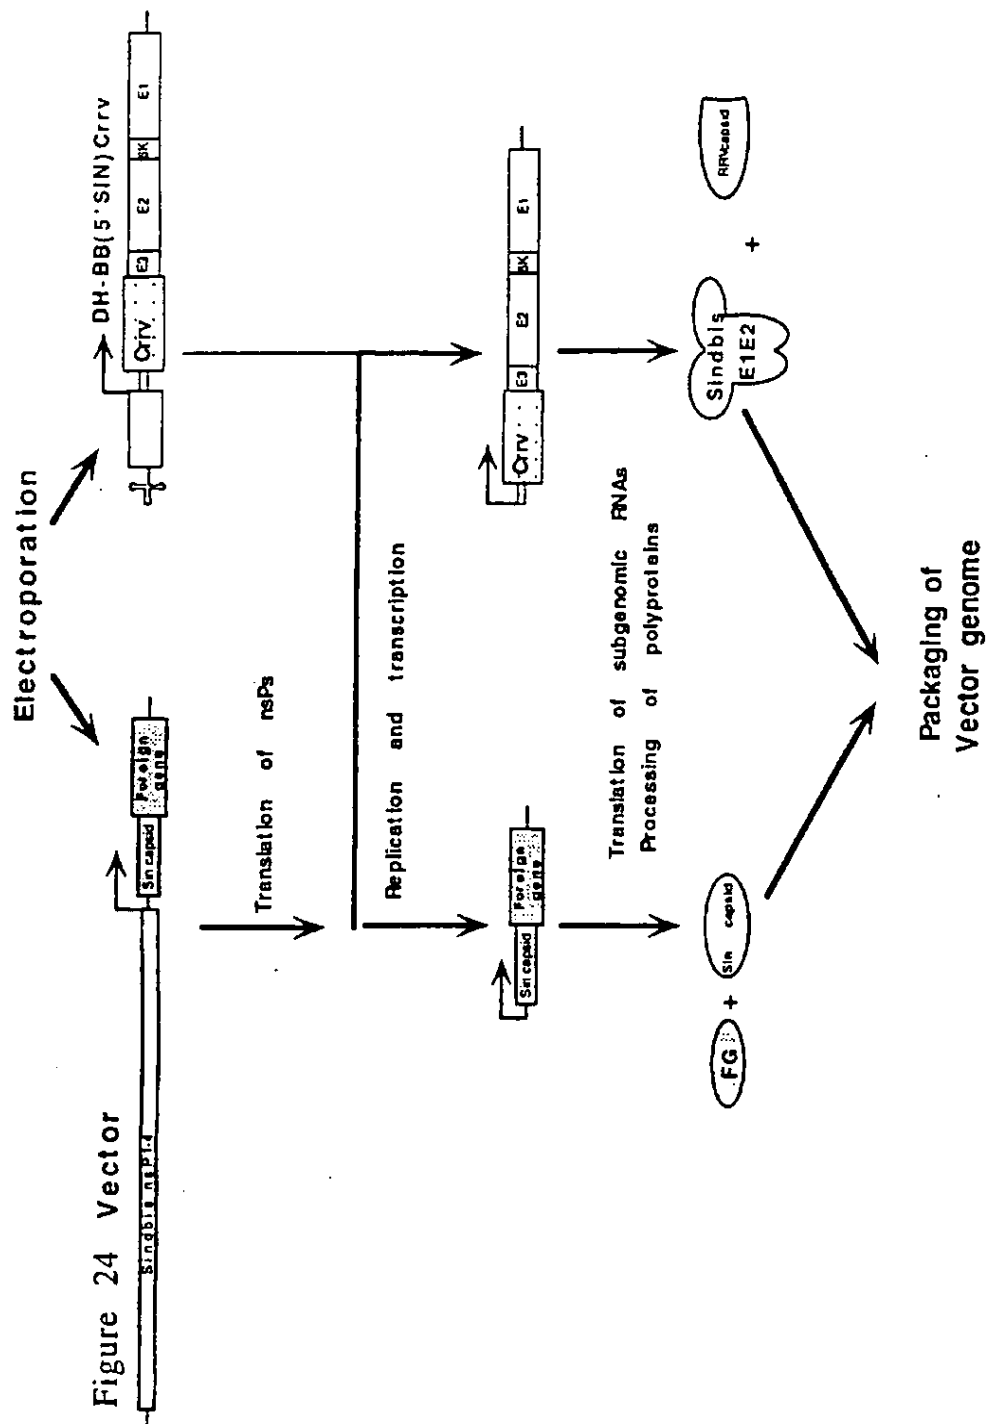 Figure 24 Vector
Electroporation
Sindbis nsP1-4
Sin capsid
Foreign
gene
DH-BB(5'SIN)Crrv
Crrv
E3
E2
6K
E1
Translation of nsPs
Replication and transcription
Sin capsid
Foreign
gene
Crrv
E3
E2
6K
E1
Translation of subgenomic RNAs
Processing of polyproteins
FG
+
Sin capsid
Sindbis
E1E2
+
RRVcapsid
Packaging of
Vector genome